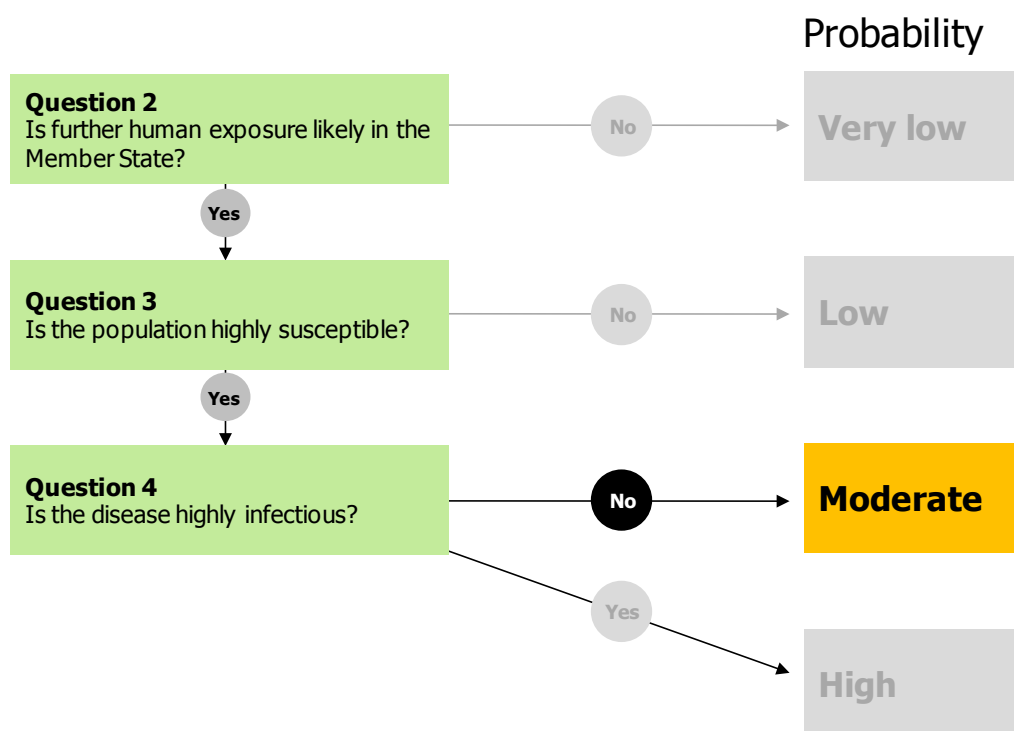 Probability
Question 2
Is further human exposure likely in the
Member State?
No
Very low
Yes
Question 3
Is the population highly susceptible?
No
Low
Yes
Question 4
Is the disease highly infectious?
No
Moderate
Yes
High